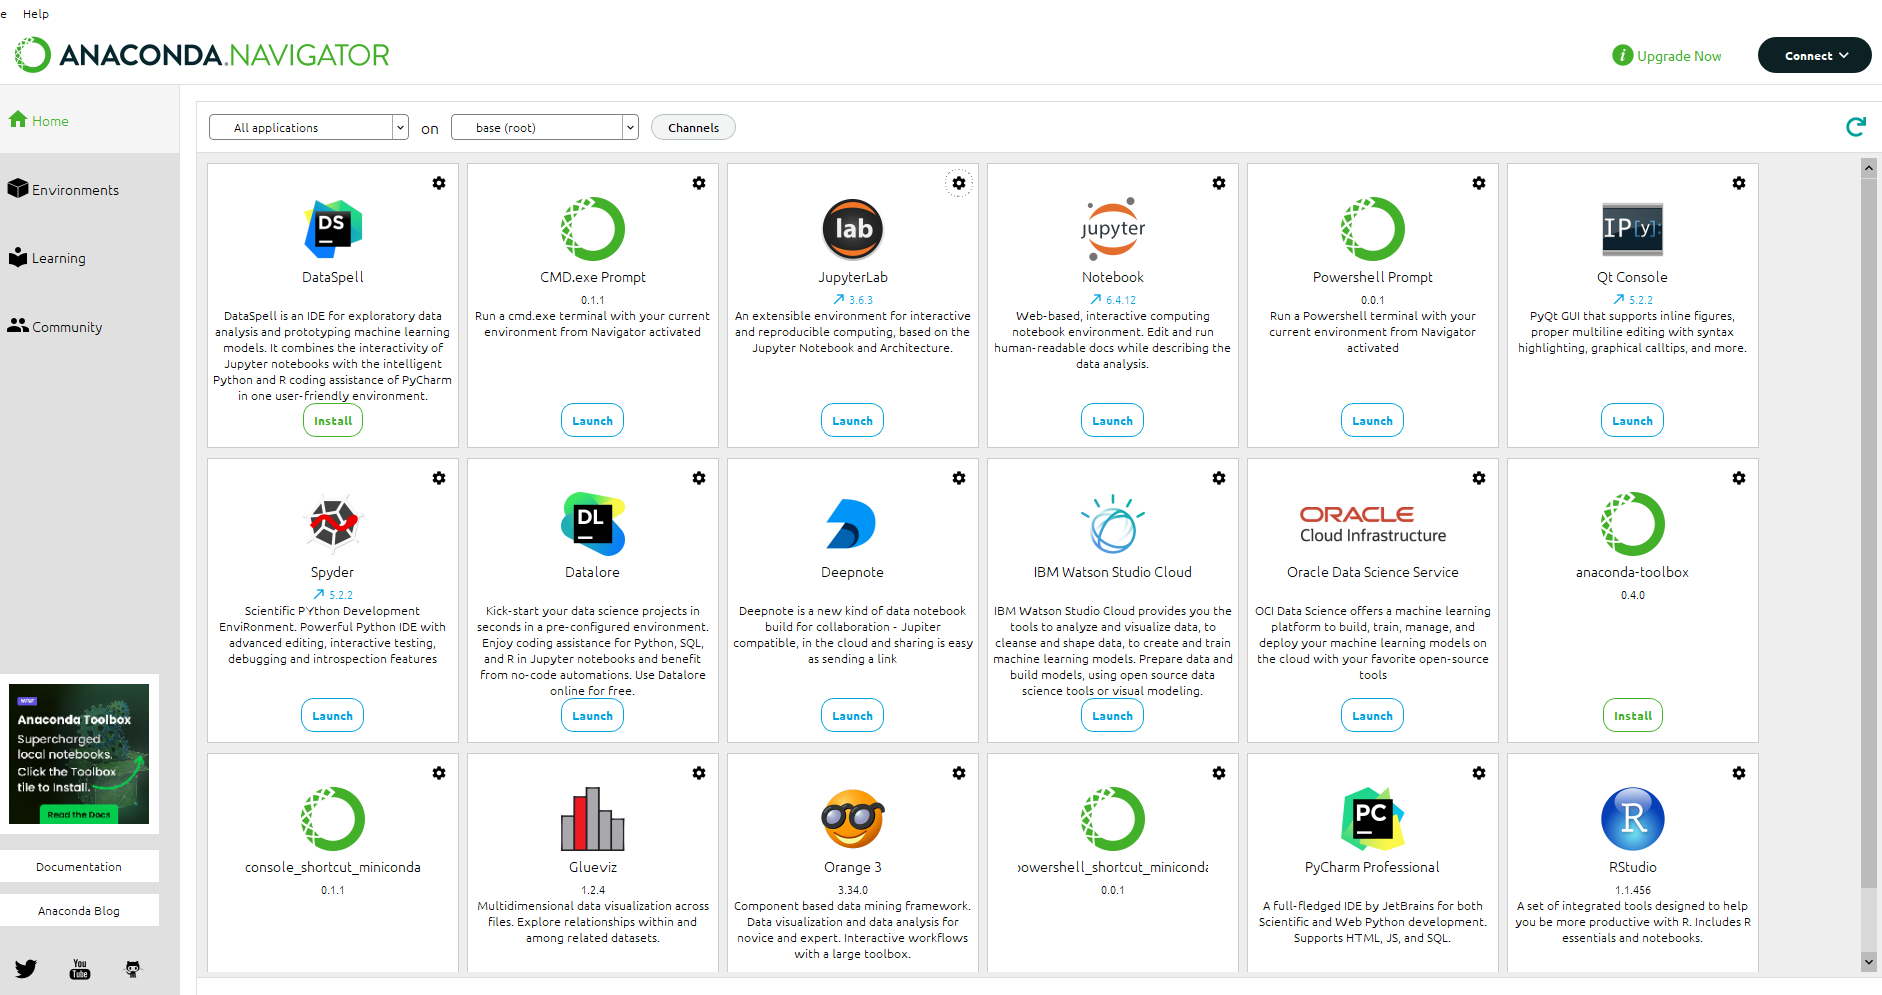 e Help
ANACONDA.NAVIGATOR
i Upgrade Now
Connect
Home
Environments
Learning
Community
All applications on base (root) Channels
DS
DataSpell
DataSpell is an IDE for exploratory data
analysis and prototyping machine learning
models. It combines the interactivity of
Jupyter notebooks with the intelligent
Python and R coding assistance of PyCharm
in one user-friendly environment.
Install
CMD.exe Prompt
0.1.1
Run a cmd.exe terminal with your current
environment from Navigator activated
Launch
lab
JupyterLab
3.6.3
An extensible environment for interactive
and reproducible computing, based on the
Jupyter Notebook and Architecture.
Launch
jupyter
Notebook
6.4.12
Web-based, interactive computing
notebook environment. Edit and run
human-readable docs while describing the
data analysis.
Launch
Powershell Prompt
0.0.1
Run a Powershell terminal with your
current environment from Navigator
activated
Launch
IP[y]:
Qt Console
5.2.2
PyQt GUI that supports inline figures,
proper multiline editing with syntax
highlighting, graphical calltips, and more.
Launch
Spyder
5.2.2
Scientific PYthon Development
EnviRonment. Powerful Python IDE with
advanced editing, interactive testing,
debugging and introspection features
Launch
DL
Datalore
Kick-start your data science projects in
seconds in a pre-configured environment.
Enjoy coding assistance for Python, SQL,
and R in Jupyter notebooks and benefit
from no-code automations. Use Datalore
online for free.
Launch
Deepnote
Deepnote is a new kind of data notebook
build for collaboration - Jupiter
compatible, in the cloud and sharing is easy
as sending a link
Launch
IBM Watson Studio Cloud
IBM Watson Studio Cloud provides you the
tools to analyze and visualize data, to
cleanse and shape data, to create and train
machine learning models. Prepare data and
build models, using open source data
science tools or visual modeling.
Launch
ORACLE
Cloud Infrastructure
Oracle Data Science Service
OCI Data Science offers a machine learning
platform to build, train, manage, and
deploy your machine learning models on
the cloud with your favorite open-source
tools
Launch
anaconda-toolbox
0.4.0
Install
console_shortcut_miniconda
0.1.1
Glueviz
1.2.4
Multidimensional data visualization across
files. Explore relationships within and
among related datasets.
Orange 3
3.34.0
Component based data mining framework.
Data visualization and data analysis for
novice and expert. Interactive workflows
with a large toolbox.
powershell_shortcut_miniconda
0.0.1
PC
PyCharm Professional
A full-fledged IDE by JetBrains for both
Scientific and Web Python development.
Supports HTML, JS, and SQL.
R
RStudio
1.1.456
A set of integrated tools designed to help
you be more productive with R. Includes R
essentials and notebooks.
NEW
Anaconda Toolbox
Supercharged
local notebooks.
Click the Toolbox
tile to Install.
Read the Docs
Documentation
Anaconda Blog
You
Tube